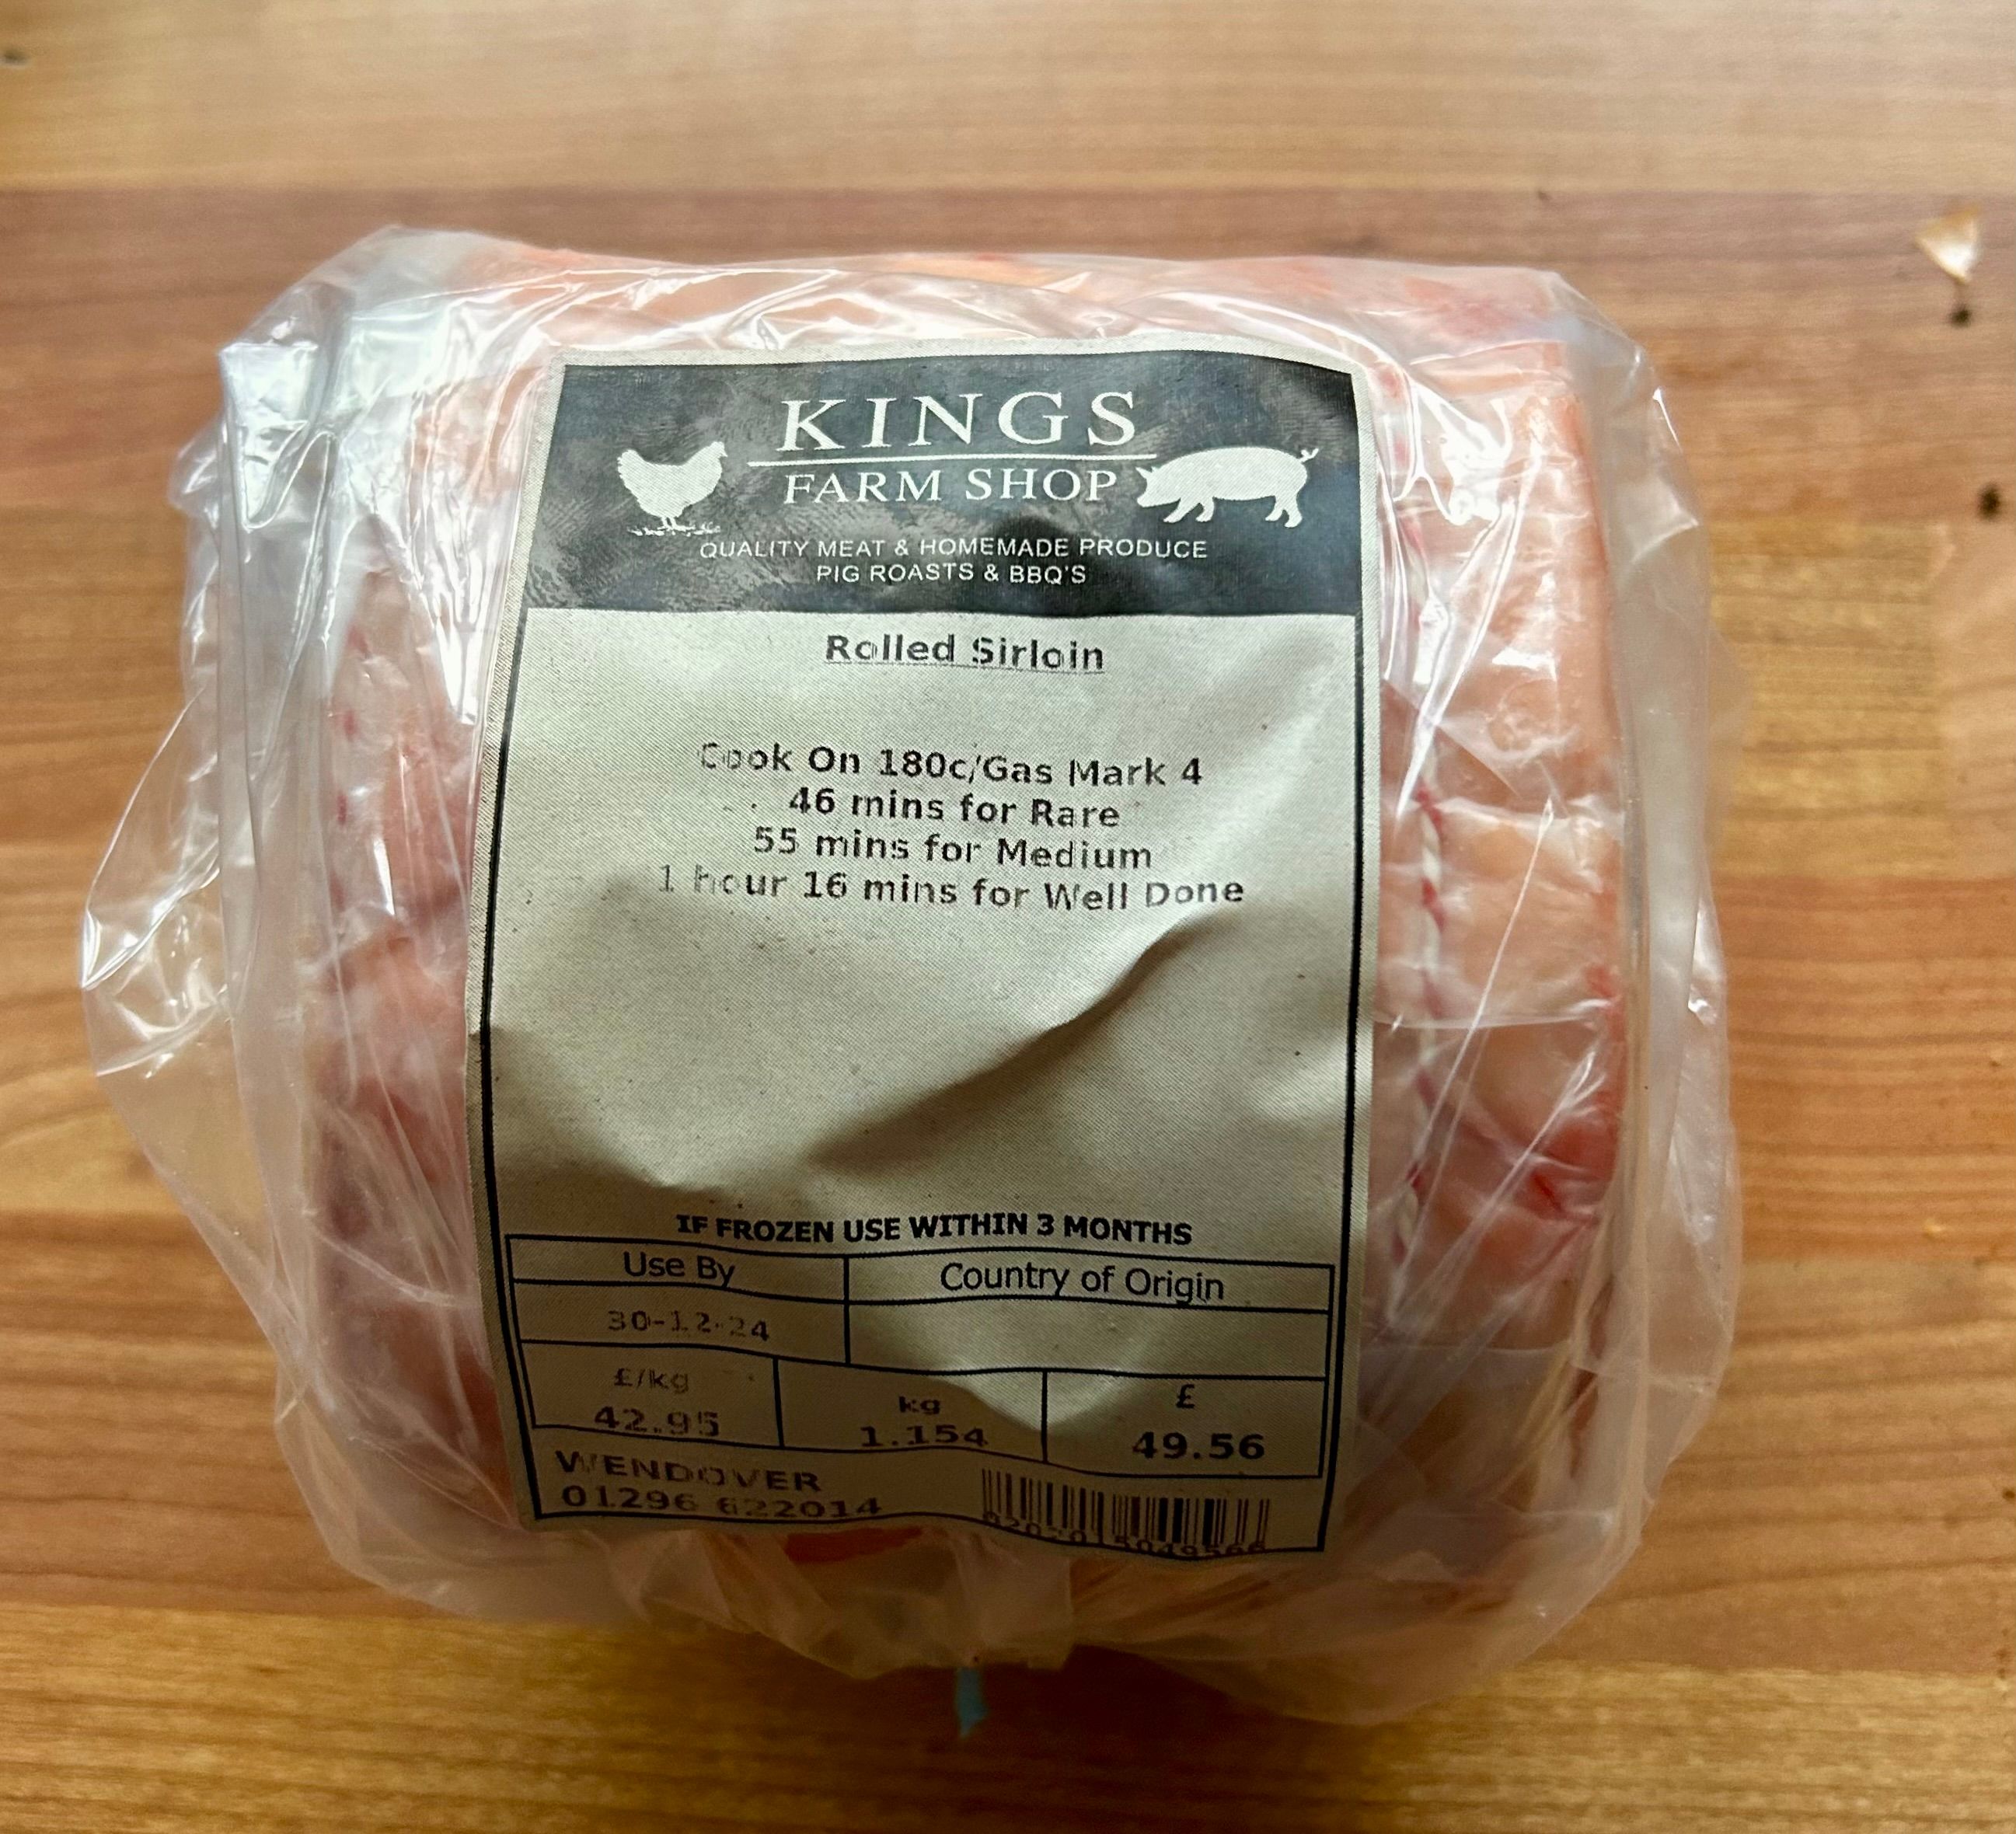 KINGS
FARM SHOP
QUALITY MEAT & HOMEMADE PRODUCE
PIG ROASTS & BBQ'S
Rolled Sirloin
Cook On 180c/Gas Mark 4
46 mins for Rare
55 mins for Medium
1 hour 16 mins for Well Done
IF FROZEN USE WITHIN 3 MONTHS
Use By Country of Origin
30-12-24
£/kg kg £
42.95 1.154 49.56
WENDOVER
01296 622014